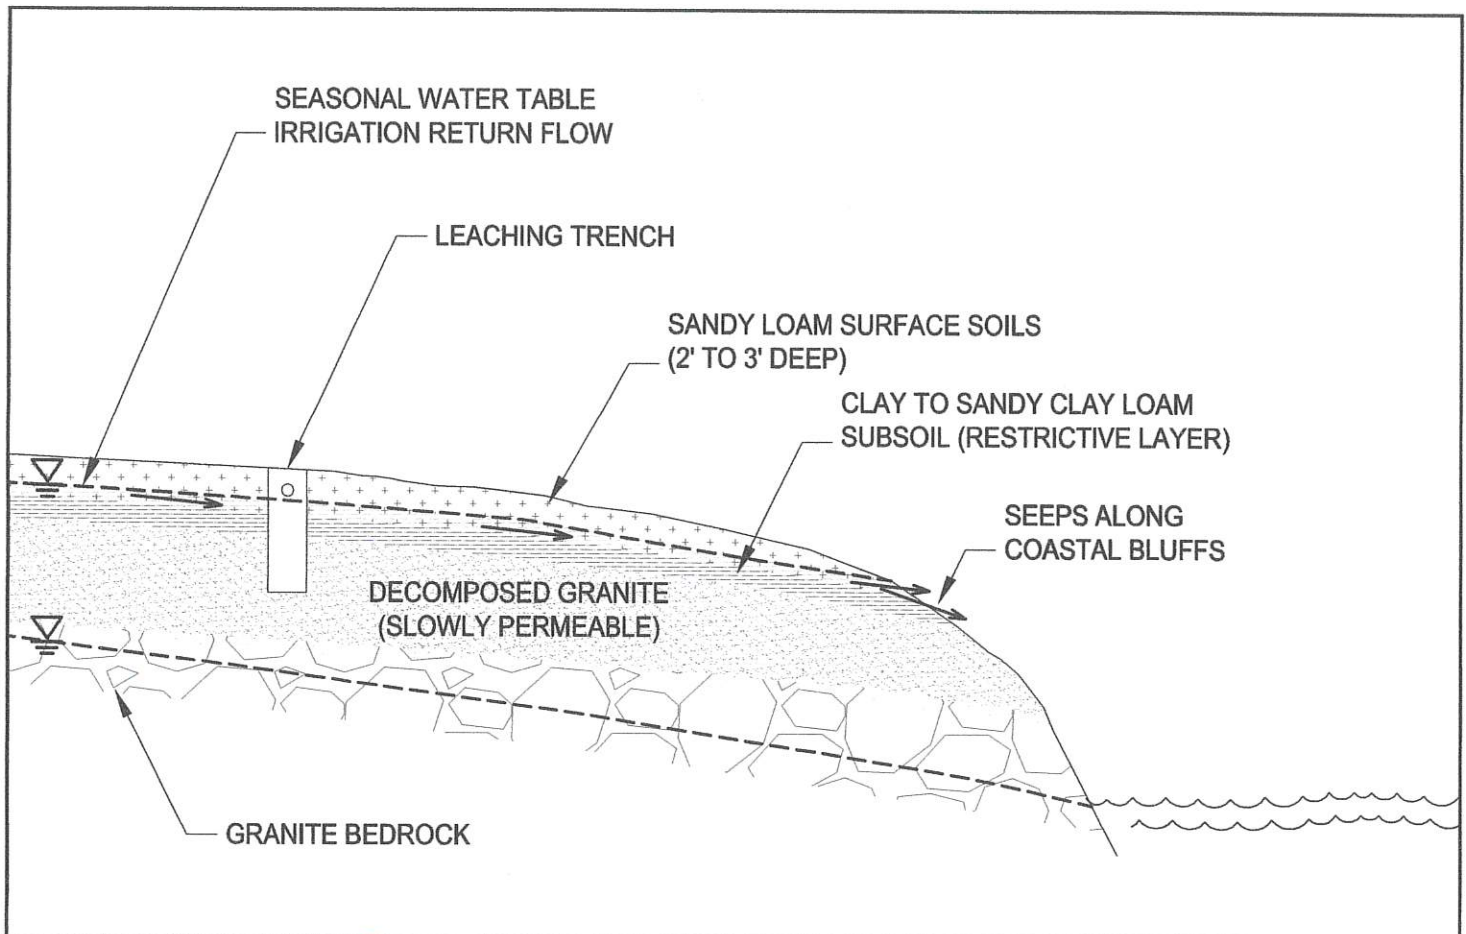 SEASONAL WATER TABLE
IRRIGATION RETURN FLOW
LEACHING TRENCH
SANDY LOAM SURFACE SOILS
(2' TO 3' DEEP)
CLAY TO SANDY CLAY LOAM
SUBSOIL (RESTRICTIVE LAYER)
SEEPS ALONG
COASTAL BLUFFS
DECOMPOSED GRANITE
(SLOWLY PERMEABLE)
GRANITE BEDROCK